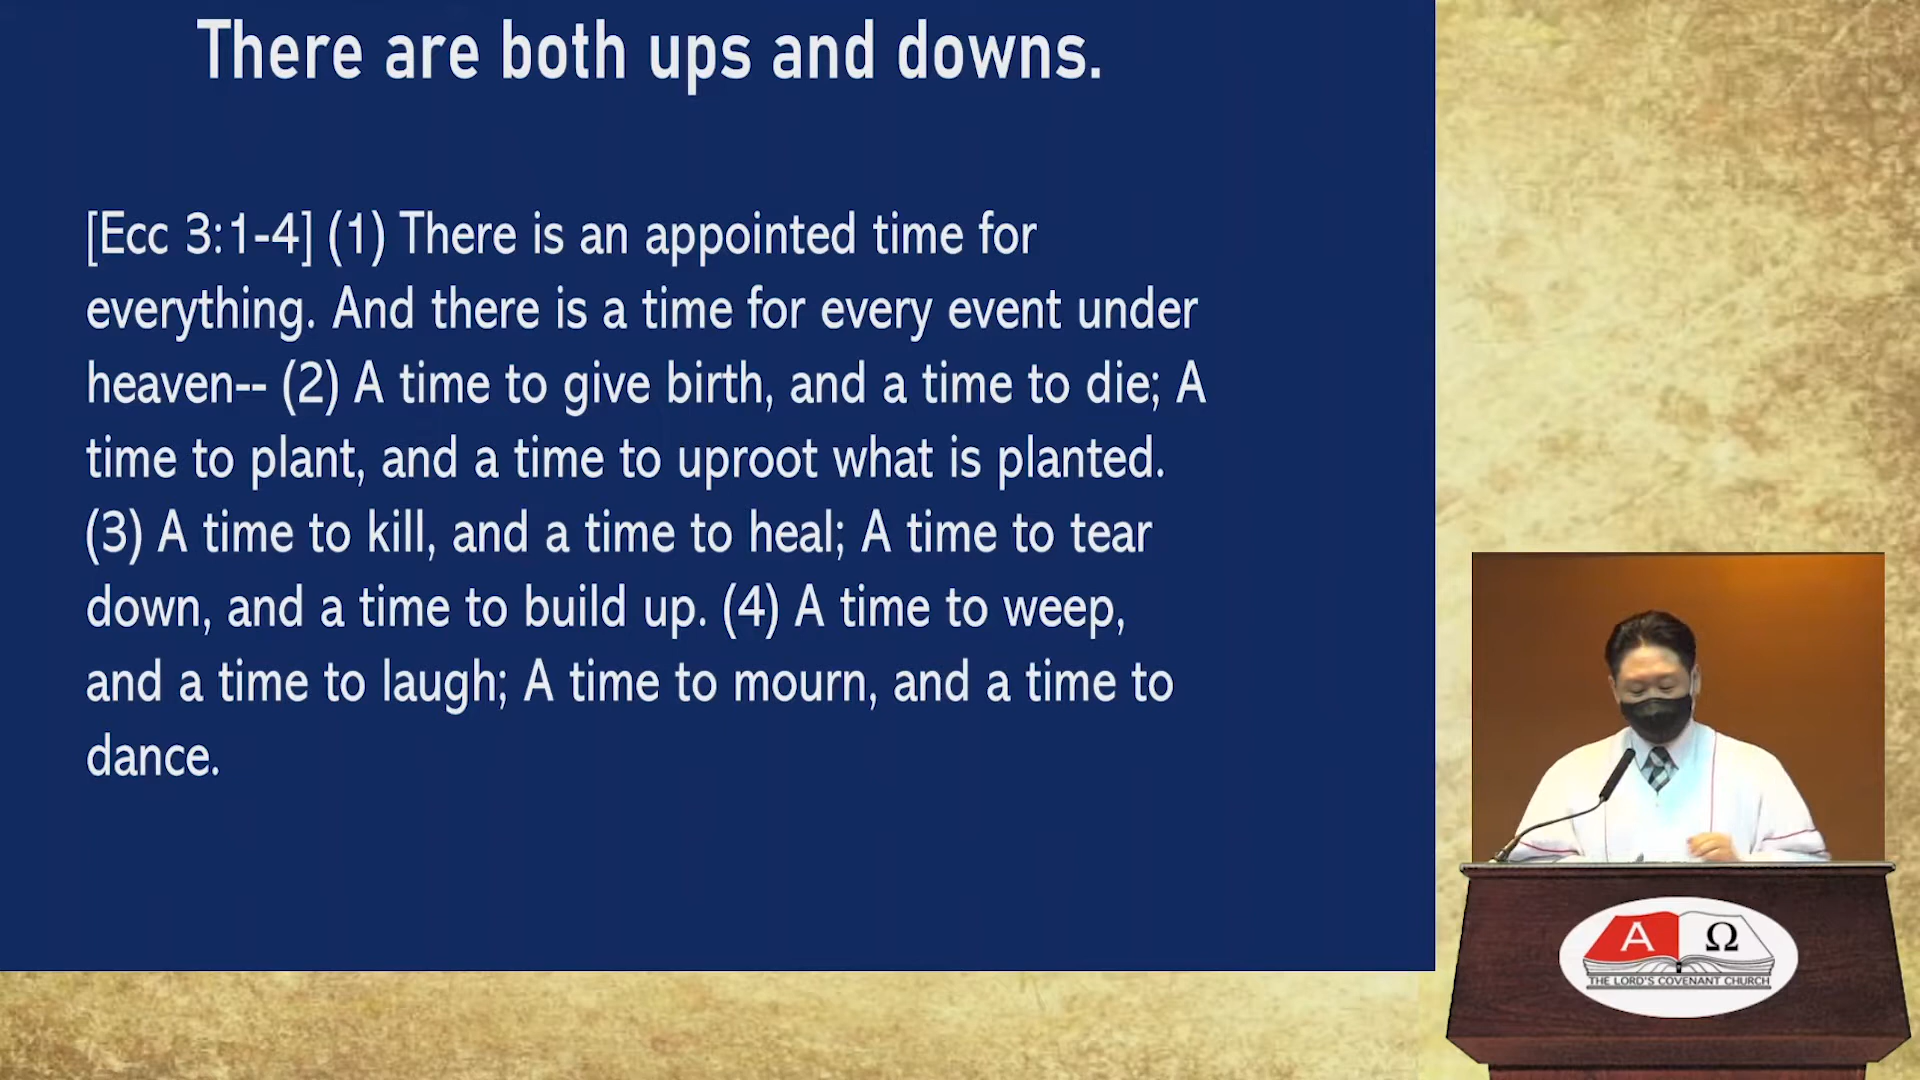 There are both ups and downs.
[Ecc 3:1-4] (1) There is an appointed time for
everything. And there is a time for every event under
heaven-- (2) A time to give birth, and a time to die; A
time to plant, and a time to uproot what is planted.
(3) A time to kill, and a time to heal; A time to tear
down, and a time to build up. (4) A time to weep,
and a time to laugh; A time to mourn, and a time to
dance.
A Ω
THE LORD'S COVENANT CHURCH